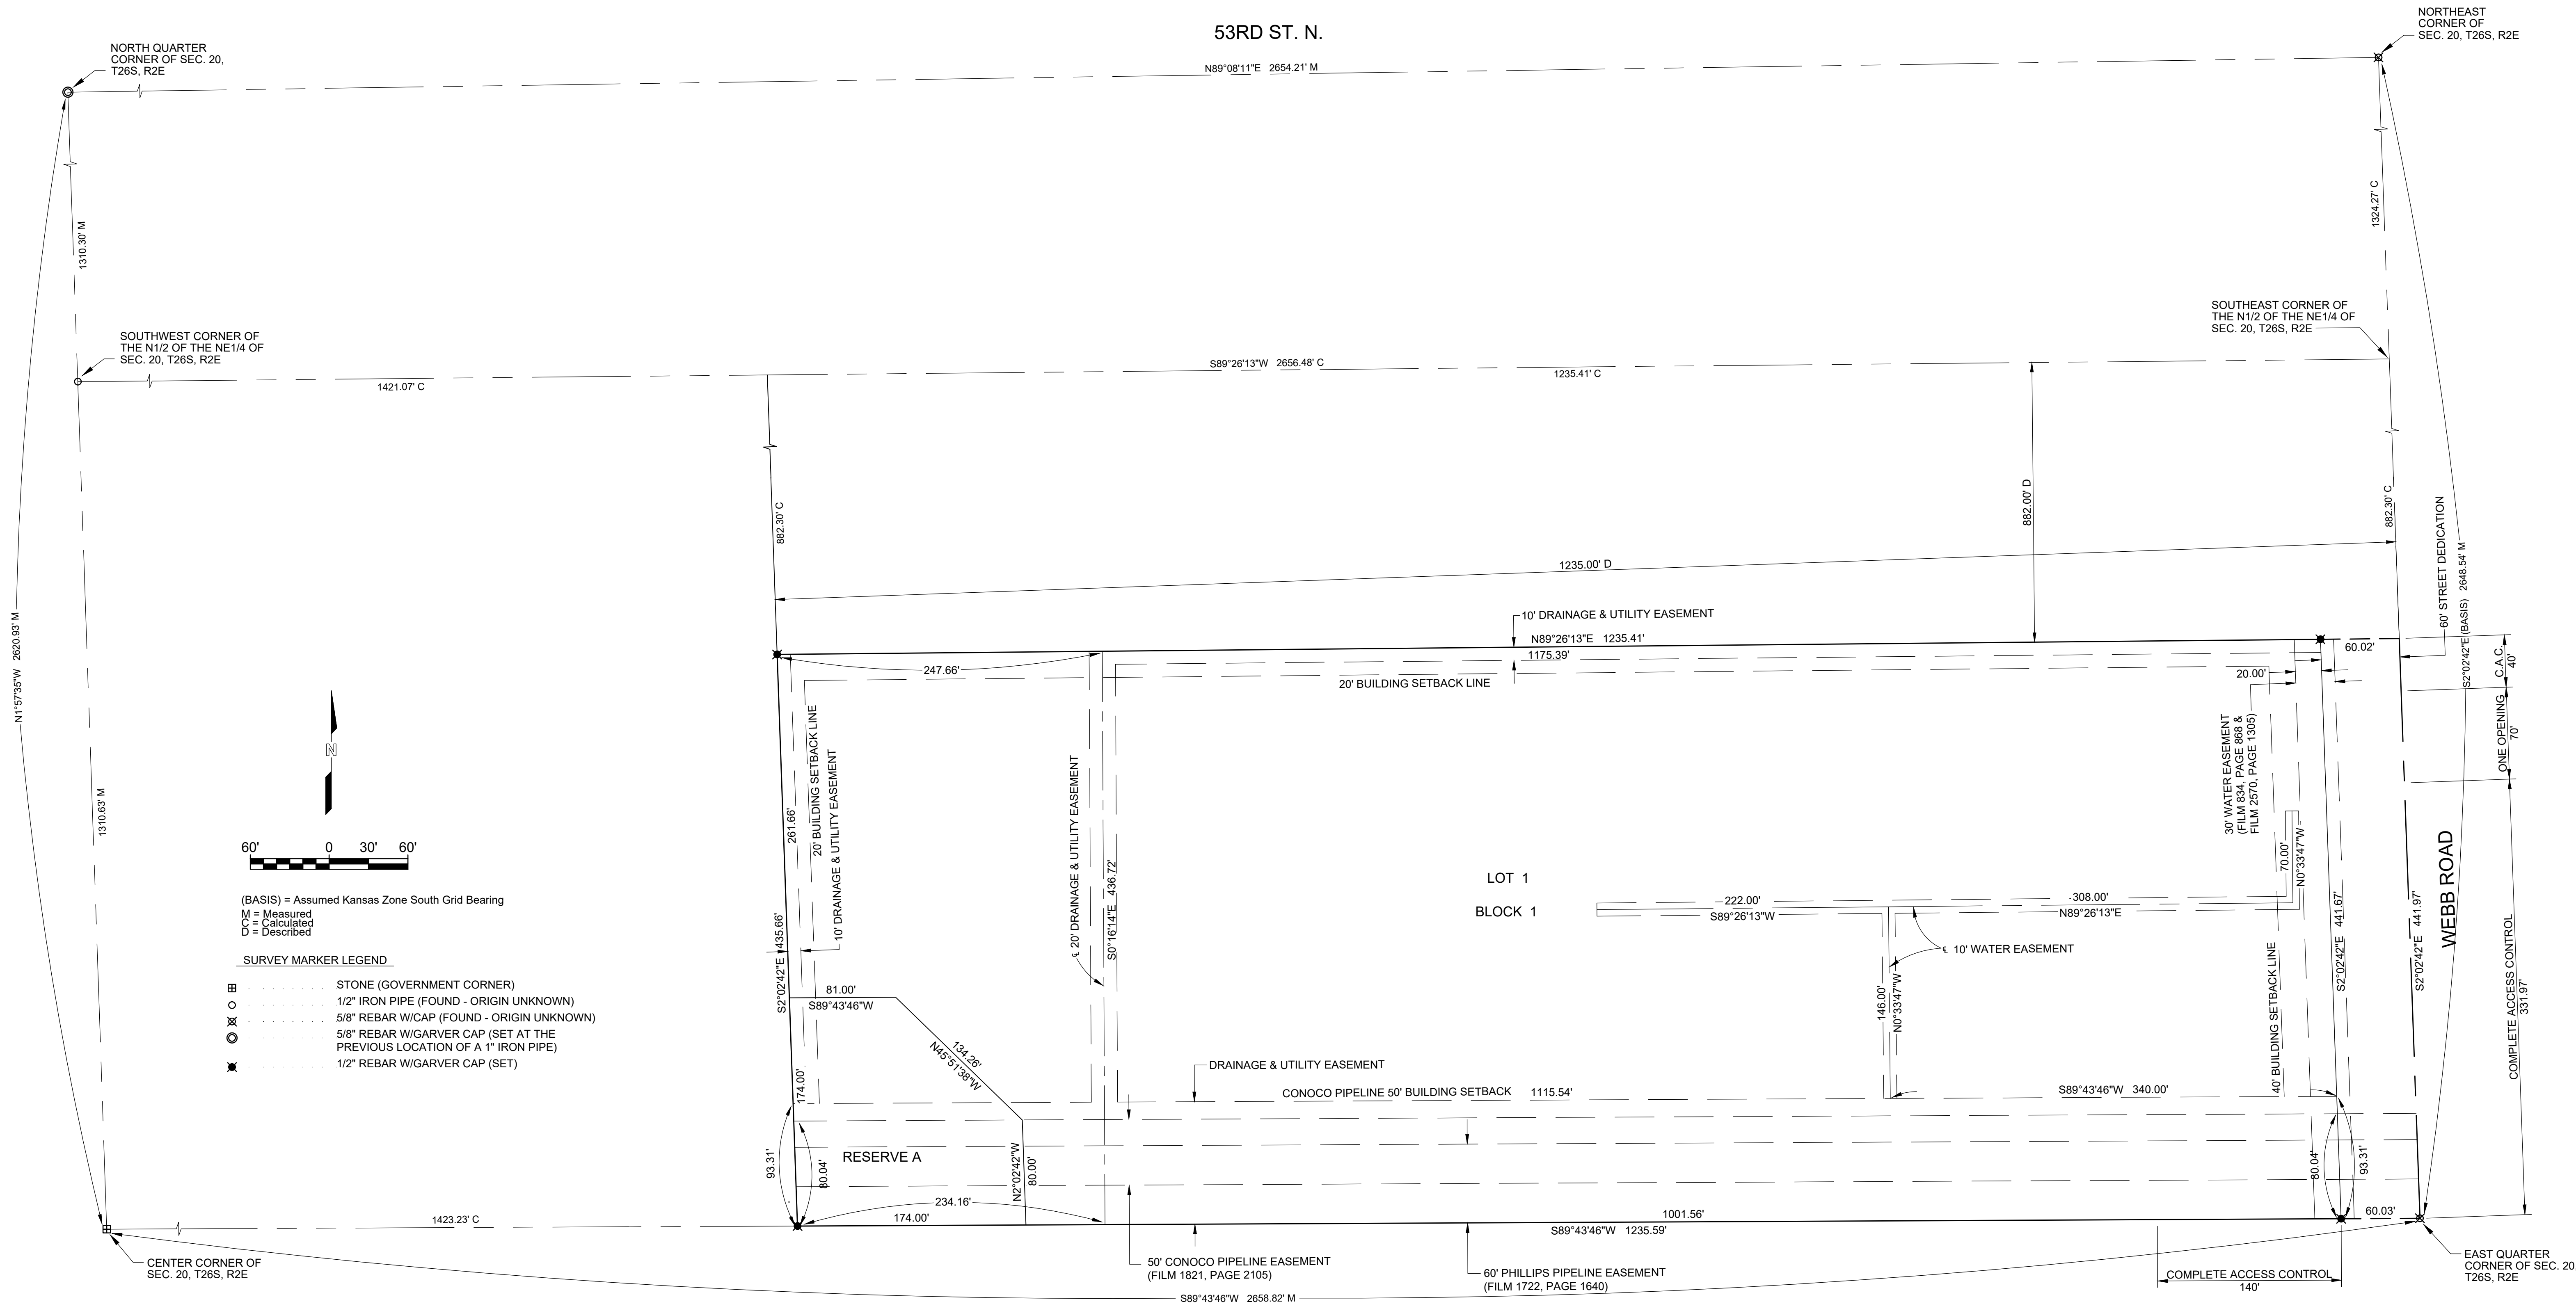 53RD ST. N.
NORTH QUARTER
CORNER OF SEC. 20,
T26S, R2E
NORTHEAST
CORNER OF
SEC. 20, T26S, R2E
N89°08'11"E 2654.21' M
1310.30' M
1324.27' C
SOUTHWEST CORNER OF
THE N1/2 OF THE NE1/4 OF
SEC. 20, T26S, R2E
SOUTHEAST CORNER OF
THE N1/2 OF THE NE1/4 OF
SEC. 20, T26S, R2E
S89°26'13"W 2656.48' C
1421.07' C
1235.41' C
882.30' C
882.00' D
882.30' C
1235.00' D
60' STREET DEDICATION
S2°02'42"E (BASIS) 2648.54' M
N1°57'35"W 2620.93' M
10' DRAINAGE & UTILITY EASEMENT
N89°26'13"E 1235.41'
1175.39'
60.02'
247.66'
20' BUILDING SETBACK LINE
20.00'
C.A.C.
40'
ONE OPENING
70'
N
1310.63' M
60' 0 30' 60'
(BASIS) = Assumed Kansas Zone South Grid Bearing
M = Measured
C = Calculated
D = Described
SURVEY MARKER LEGEND
STONE (GOVERNMENT CORNER)
1/2" IRON PIPE (FOUND - ORIGIN UNKNOWN)
5/8" REBAR W/CAP (FOUND - ORIGIN UNKNOWN)
5/8" REBAR W/GARVER CAP (SET AT THE
PREVIOUS LOCATION OF A 1" IRON PIPE)
1/2" REBAR W/GARVER CAP (SET)
261.66'
20' BUILDING SETBACK LINE
10' DRAINAGE & UTILITY EASEMENT
S2°02'42"E 435.66'
℄ 20' DRAINAGE & UTILITY EASEMENT
S0°16'14"E 436.72'
30' WATER EASEMENT
(FILM 834, PAGE 868 &
FILM 2570, PAGE 1305)
LOT 1
BLOCK 1
222.00'
S89°26'13"W
308.00'
N89°26'13"E
70.00'
N0°33'47"W
℄ 10' WATER EASEMENT
146.00'
N0°33'47"W
40' BUILDING SETBACK LINE
S2°02'42"E 441.67'
S2°02'42"E 441.97'
WEBB ROAD
COMPLETE ACCESS CONTROL
331.97'
81.00'
S89°43'46"W
134.26'
N45°51'38"W
174.00'
DRAINAGE & UTILITY EASEMENT
CONOCO PIPELINE 50' BUILDING SETBACK 1115.54'
S89°43'46"W 340.00'
RESERVE A
93.31'
80.04'
N2°02'42"W
80.00'
80.04'
93.31'
234.16'
174.00'
1001.56'
S89°43'46"W 1235.59'
60.03'
1423.23' C
CENTER CORNER OF
SEC. 20, T26S, R2E
50' CONOCO PIPELINE EASEMENT
(FILM 1821, PAGE 2105)
60' PHILLIPS PIPELINE EASEMENT
(FILM 1722, PAGE 1640)
COMPLETE ACCESS CONTROL
140'
EAST QUARTER
CORNER OF SEC. 20
T26S, R2E
S89°43'46"W 2658.82' M